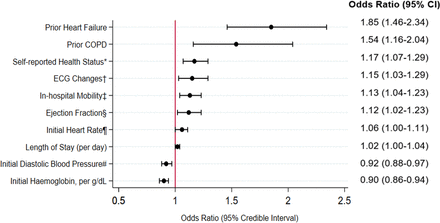 Odds Ratio (95% CI)
Prior Heart Failure 1.85 (1.46-2.34)
Prior COPD 1.54 (1.16-2.04)
Self-reported Health Status* 1.17 (1.07-1.29)
ECG Changes† 1.15 (1.03-1.29)
In-hospital Mobility‡ 1.13 (1.04-1.23)
Ejection Fraction§ 1.12 (1.02-1.23)
Initial Heart Rate¶ 1.06 (1.00-1.11)
Length of Stay (per day) 1.02 (1.00-1.04)
Initial Diastolic Blood Pressure# 0.92 (0.88-0.97)
Initial Haemoglobin, per g/dL 0.90 (0.86-0.94)
0.5 1 1.5 2 2.5
Odds Ratio (95% Credible Interval)